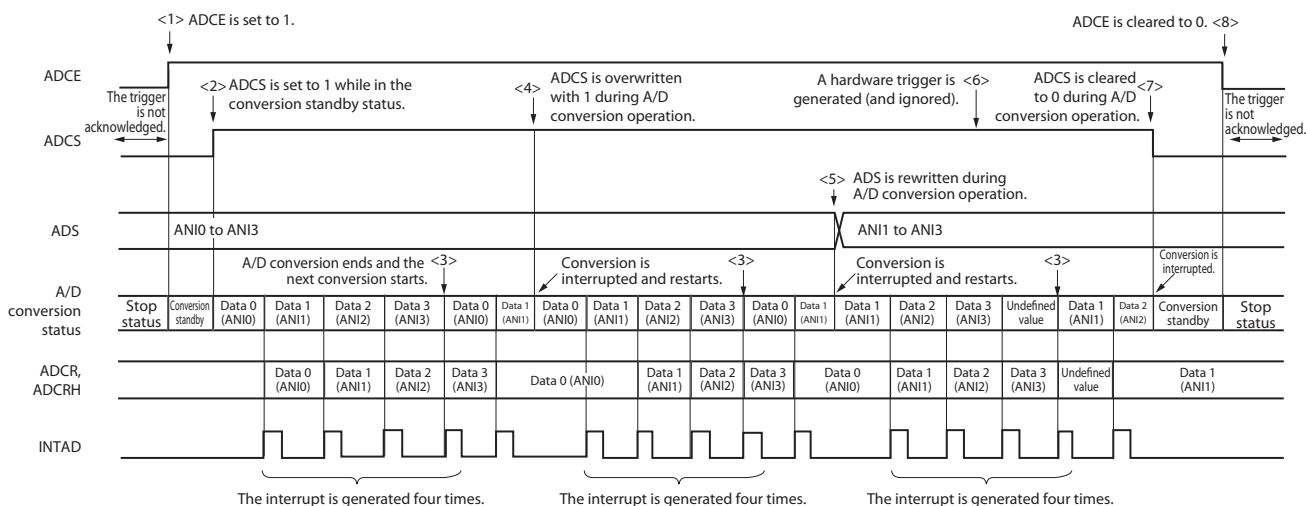 <1> ADCE is set to 1.
ADCE is cleared to 0. <8>
ADCE
The trigger
is not
acknowledged.
<2> ADCS is set to 1 while in the
conversion standby status.
<4> ADCS is overwritten
with 1 during A/D
conversion operation.
A hardware trigger is <6>
generated (and ignored).
ADCS is cleared <7>
to 0 during A/D
conversion operation.
The trigger
is not
acknowledged.
ADCS
<5> ADS is rewritten during
A/D conversion operation.
ADS
ANI0 to ANI3
ANI1 to ANI3
A/D conversion ends and the <3>
next conversion starts.
Conversion is
interrupted and restarts.
<3>
Conversion is
interrupted and restarts.
<3>
Conversion is
interrupted.
A/D
conversion
status
Stop
status
Conversion
standby
Data 0
(ANI0)
Data 1
(ANI1)
Data 2
(ANI2)
Data 3
(ANI3)
Data 0
(ANI0)
Data 1
(ANI1)
Data 0
(ANI0)
Data 1
(ANI1)
Data 2
(ANI2)
Data 3
(ANI3)
Data 0
(ANI0)
Data 1
(ANI1)
Data 1
(ANI1)
Data 2
(ANI2)
Data 3
(ANI3)
Undefined
value
Data 1
(ANI1)
Data 2
(ANI2)
Conversion
standby
Stop
status
ADCR,
ADCRH
Data 0
(ANI0)
Data 1
(ANI1)
Data 2
(ANI2)
Data 3
(ANI3)
Data 0 (ANI0)
Data 1
(ANI1)
Data 2
(ANI2)
Data 3
(ANI3)
Data 0
(ANI0)
Data 1
(ANI1)
Data 2
(ANI2)
Data 3
(ANI3)
Undefined
value
Data 1
(ANI1)
INTAD
The interrupt is generated four times.
The interrupt is generated four times.
The interrupt is generated four times.